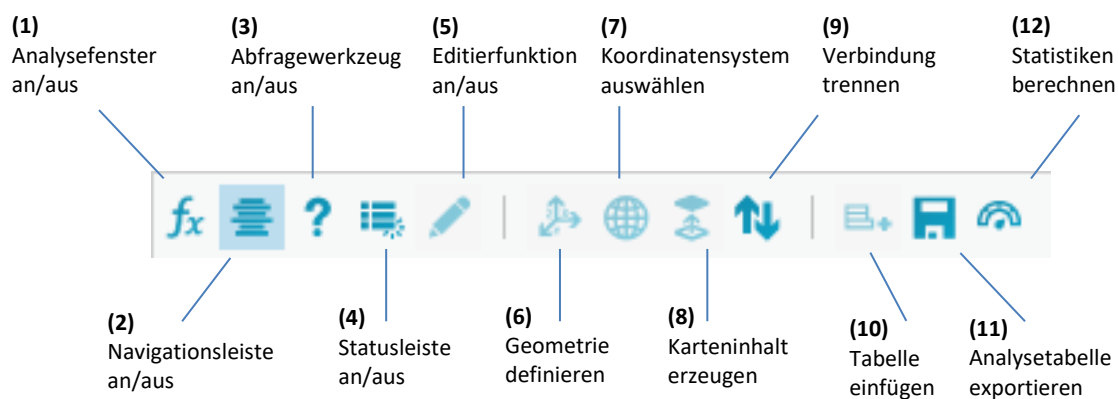 (1)
Analysefenster
an/aus
(3)
Abfragewerkzeug
an/aus
(5)
Editierfunktion
an/aus
(7)
Koordinatensystem
auswählen
(9)
Verbindung
trennen
(12)
Statistiken
berechnen
fx
?
(2)
Navigationsleiste
an/aus
(4)
Statusleiste
an/aus
(6)
Geometrie
definieren
(8)
Karteninhalt
erzeugen
(10)
Tabelle
einfügen
(11)
Analysetabelle
exportieren